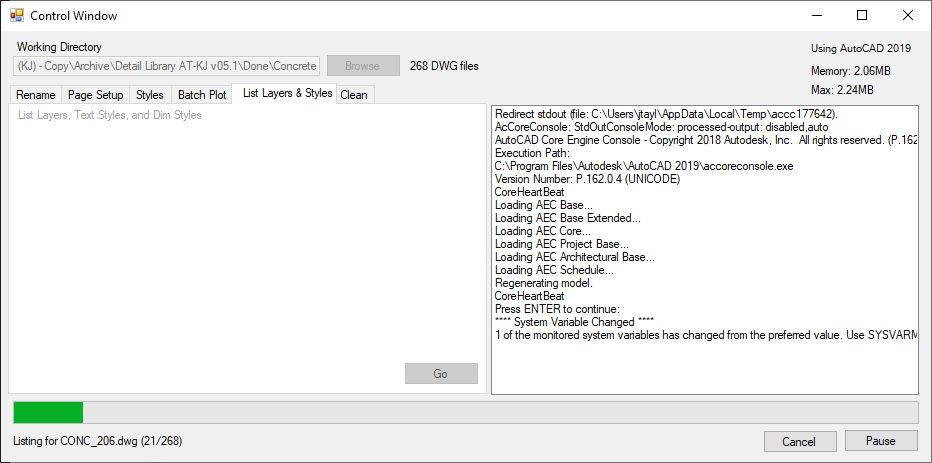 Control Window
Working Directory
(KJ) - Copy\Archive\Detail Library AT-KJ v05.1\Done\Concrete
Browse
268 DWG files
Using AutoCAD 2019
Memory: 2.06MB
Max: 2.24MB
Rename
Page Setup
Styles
Batch Plot
List Layers & Styles
Clean
List Layers, Text Styles, and Dim Styles
Go
Redirect stdout (file: C:\Users\jtayl\AppData\Local\Temp\accc177642).
AcCoreConsole: StdOutConsoleMode: processed-output: disabled,auto
AutoCAD Core Engine Console - Copyright 2018 Autodesk, Inc.  All rights reserved. (P.162
Execution Path:
C:\Program Files\Autodesk\AutoCAD 2019\accoreconsole.exe
Version Number: P.162.0.4 (UNICODE)
CoreHeartBeat
Loading AEC Base...
Loading AEC Base Extended...
Loading AEC Core...
Loading AEC Project Base...
Loading AEC Architectural Base...
Loading AEC Schedule...
Regenerating model.
CoreHeartBeat
Press ENTER to continue:
**** System Variable Changed ****
1 of the monitored system variables has changed from the preferred value. Use SYSVARM
Listing for CONC_206.dwg (21/268)
Cancel
Pause